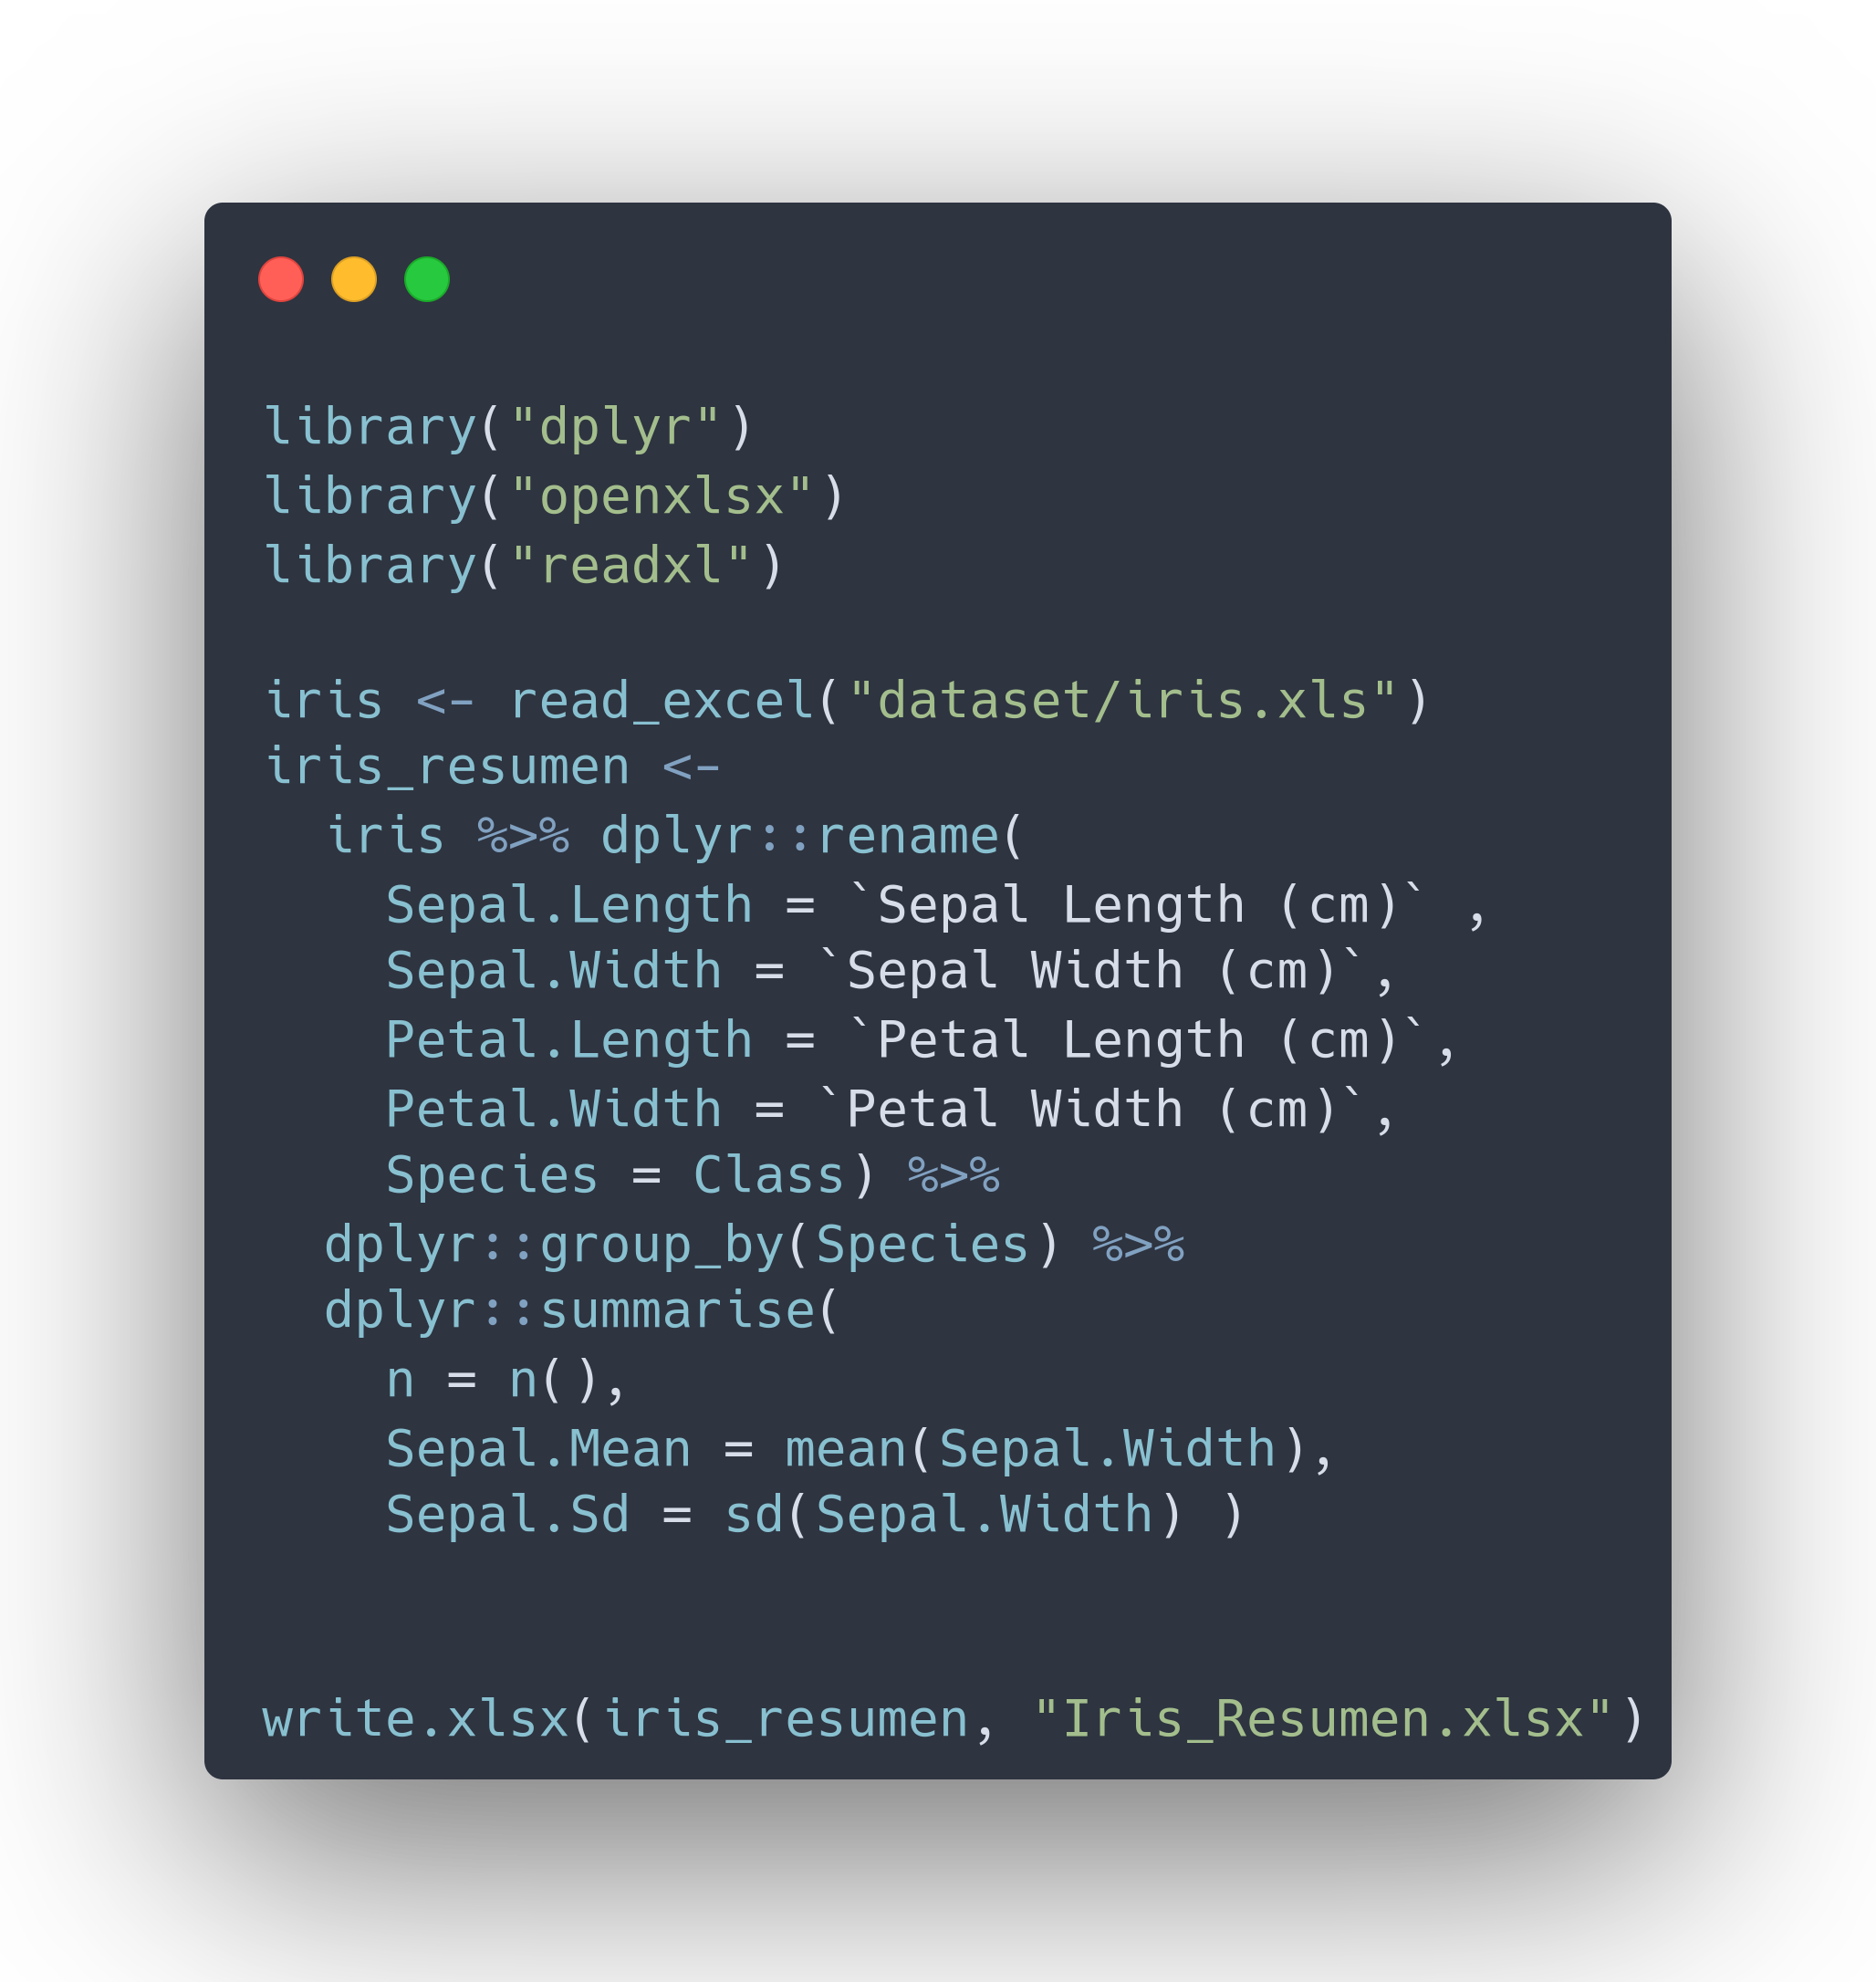 library("dplyr")
library("openxlsx")
library("readxl")
iris <- read_excel("dataset/iris.xls")
iris_resumen <-
  iris %>% dplyr::rename(
    Sepal.Length = `Sepal Length (cm)` ,
    Sepal.Width = `Sepal Width (cm)`,
    Petal.Length = `Petal Length (cm)`,
    Petal.Width = `Petal Width (cm)`,
    Species = Class) %>%
  dplyr::group_by(Species) %>%
  dplyr::summarise(
    n = n(),
    Sepal.Mean = mean(Sepal.Width),
    Sepal.Sd = sd(Sepal.Width) )
write.xlsx(iris_resumen, "Iris_Resumen.xlsx")